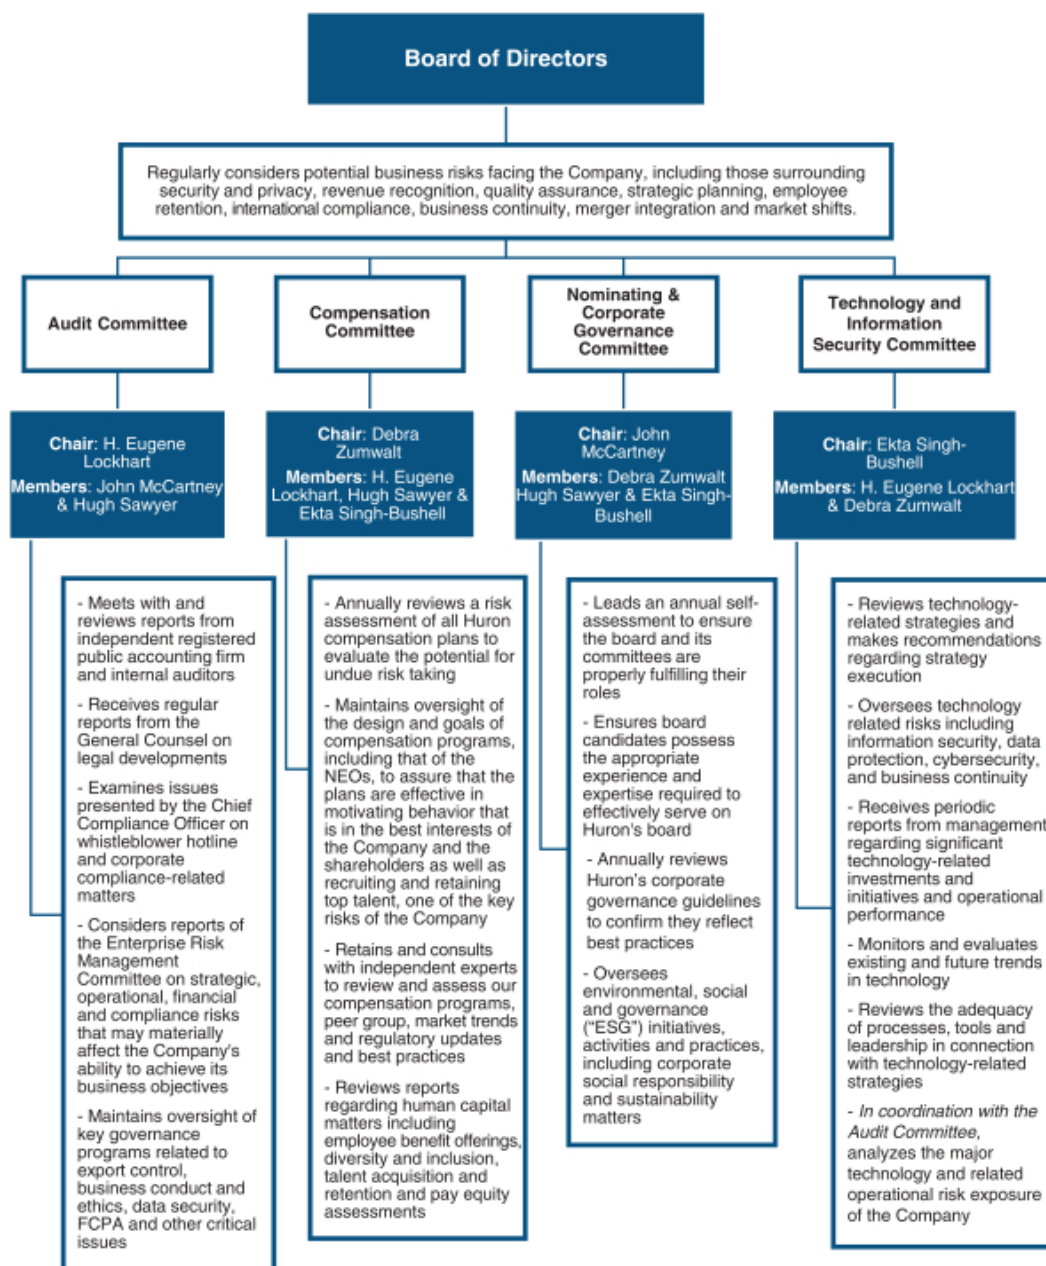 Board of Directors
Regularly considers potential business risks facing the Company, including those surrounding
security and privacy, revenue recognition, quality assurance, strategic planning, employee
retention, international compliance, business continuity, merger integration and market shifts.
Audit Committee
Compensation
Committee
Nominating &
Corporate
Governance
Committee
Technology and
Information
Security Committee
Chair: H. Eugene
Lockhart
Members: John McCartney
& Hugh Sawyer
Chair: Debra
Zumwalt
Members: H. Eugene
Lockhart, Hugh Sawyer &
Ekta Singh-Bushell
Chair: John
McCartney
Members: Debra Zumwalt
Hugh Sawyer & Ekta Singh-
Bushell
Chair: Ekta Singh-
Bushell
Members: H. Eugene Lockhart
& Debra Zumwalt
- Meets with and
reviews reports from
independent registered
public accounting firm
and internal auditors
- Receives regular
reports from the
General Counsel on
legal developments
- Examines issues
presented by the Chief
Compliance Officer on
whistleblower hotline
and corporate
compliance-related
matters
- Considers reports of
the Enterprise Risk
Management
Committee on strategic,
operational, financial
and compliance risks
that may materially
affect the Company's
ability to achieve its
business objectives
- Maintains oversight of
key governance
programs related to
export control,
business conduct and
ethics, data security,
FCPA and other critical
issues
- Annually reviews a risk
assessment of all Huron
compensation plans to
evaluate the potential for
undue risk taking
- Maintains oversight of
the design and goals of
compensation programs,
including that of the
NEOs, to assure that the
plans are effective in
motivating behavior that
is in the best interests of
the Company and the
shareholders as well as
recruiting and retaining
top talent, one of the key
risks of the Company
- Retains and consults
with independent experts
to review and assess our
compensation programs,
peer group, market trends
and regulatory updates
and best practices
- Reviews reports
regarding human capital
matters including
employee benefit offerings,
diversity and inclusion,
talent acquisition and
retention and pay equity
assessments
- Leads an annual self-
assessment to ensure
the board and its
committees are
properly fulfilling their
roles
- Ensures board
candidates possess
the appropriate
experience and
expertise required to
effectively serve on
Huron's board
- Annually reviews
Huron's corporate
governance guidelines
to confirm they reflect
best practices
- Oversees
environmental, social
and governance
("ESG") initiatives,
activities and practices,
including corporate
social responsibility
and sustainability
matters
- Reviews technology-
related strategies and
makes recommendations
regarding strategy
execution
- Oversees technology
related risks including
information security, data
protection, cybersecurity,
and business continuity
- Receives periodic
reports from management
regarding significant
technology-related
investments and
initiatives and operational
performance
- Monitors and evaluates
existing and future trends
in technology
- Reviews the adequacy
of processes, tools and
leadership in connection
with technology-related
strategies
- In coordination with the
Audit Committee,
analyzes the major
technology and related
operational risk exposure
of the Company